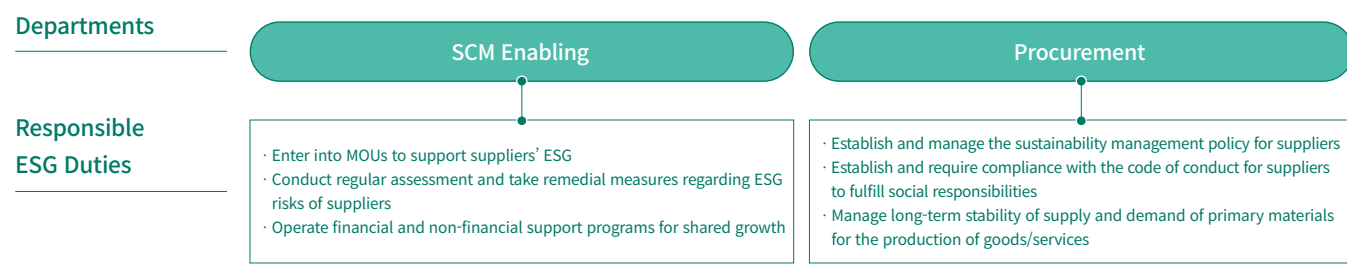 Departments
SCM Enabling
Procurement
Responsible
ESG Duties
· Enter into MOUs to support suppliers’ ESG
· Conduct regular assessment and take remedial measures regarding ESG
risks of suppliers
· Operate financial and non-financial support programs for shared growth
· Establish and manage the sustainability management policy for suppliers
· Establish and require compliance with the code of conduct for suppliers
to fulfill social responsibilities
· Manage long-term stability of supply and demand of primary materials
for the production of goods/services